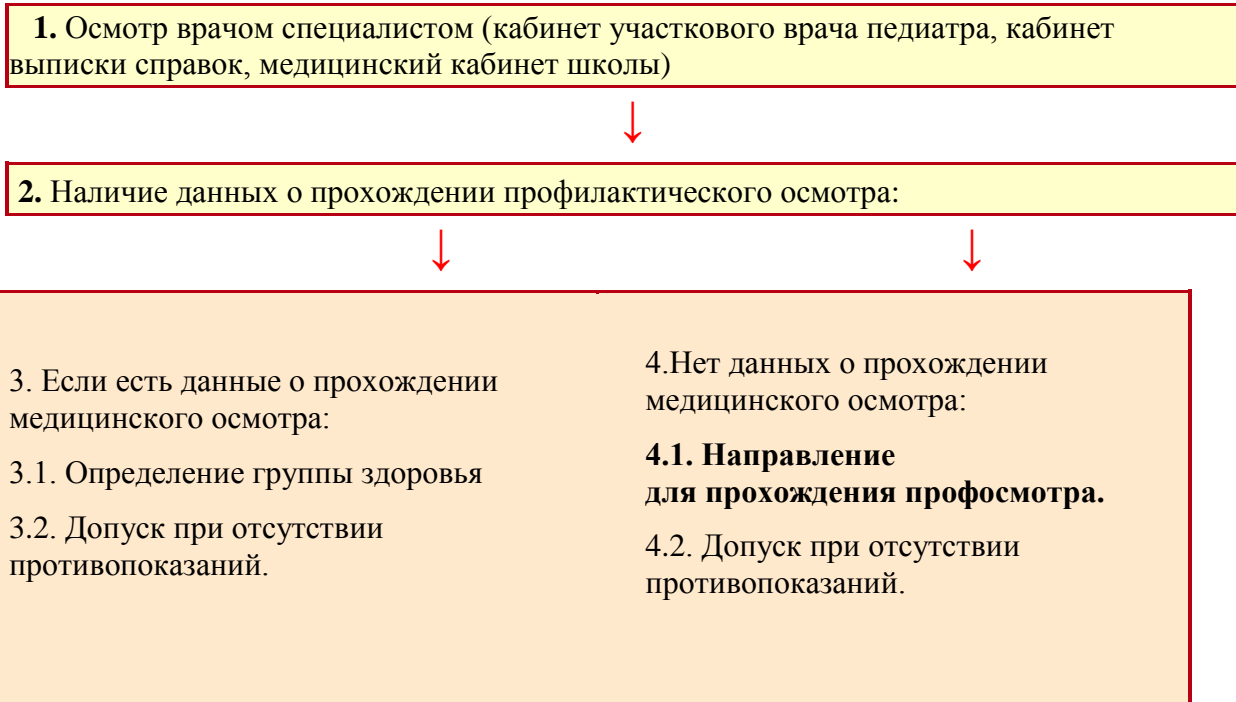 1. Осмотр врачом специалистом (кабинет участкового врача педиатра, кабинет
выписки справок, медицинский кабинет школы)
↓
2. Наличие данных о прохождении профилактического осмотра:
↓ ↓
3. Если есть данные о прохождении
медицинского осмотра:
3.1. Определение группы здоровья
3.2. Допуск при отсутствии
противопоказаний.
4.Нет данных о прохождении
медицинского осмотра:
4.1. Направление
для прохождения профосмотра.
4.2. Допуск при отсутствии
противопоказаний.